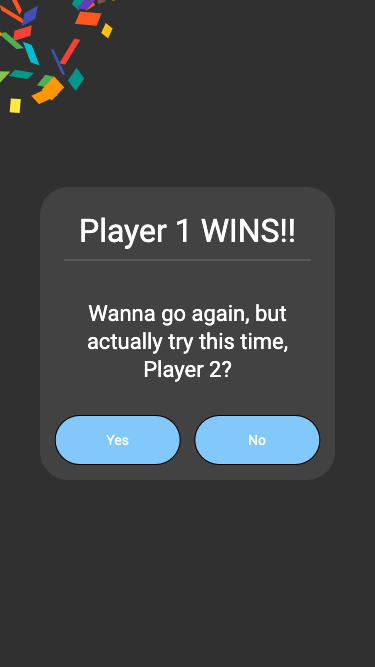 Player 1 WINS!!
Wanna go again, but
actually try this time,
Player 2?
Yes
No